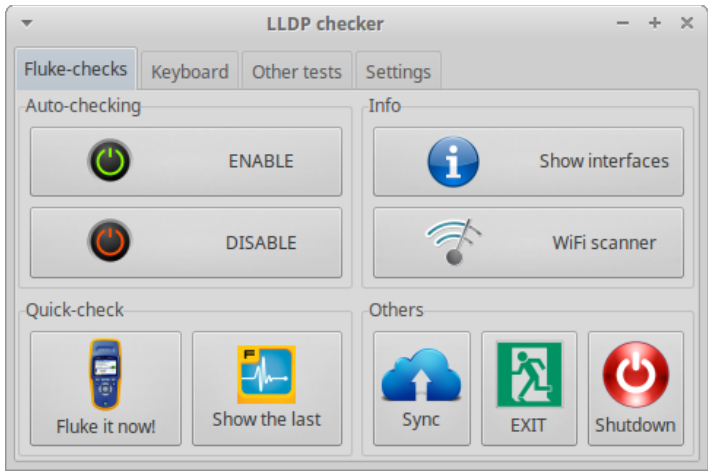 LLDP checker
Fluke-checks Keyboard Other tests Settings
Auto-checking
ENABLE
DISABLE
Info
i
Show interfaces
WiFi scanner
Quick-check
Fluke it now!
F
Show the last
Others
Sync
EXIT
Shutdown